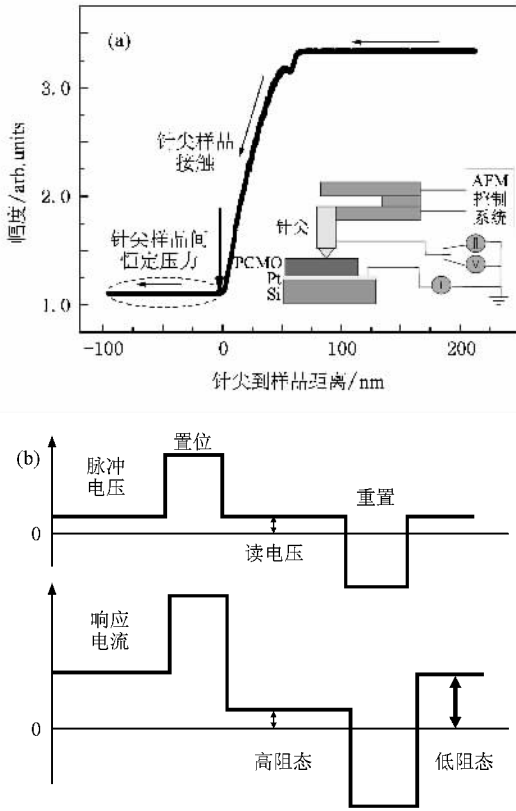 (a)
3.0
2.0
1.0
幅度/arb.units
针尖样品
接触
针尖样品间
恒定压力
针尖
PCMO
Pt
Si
AFM
控制
系统
V
I
-100
0
100
200
针尖到样品距离/nm
(b)
脉冲
电压
置位
重置
0
读电压
响应
电流
0
高阻态
低阻态